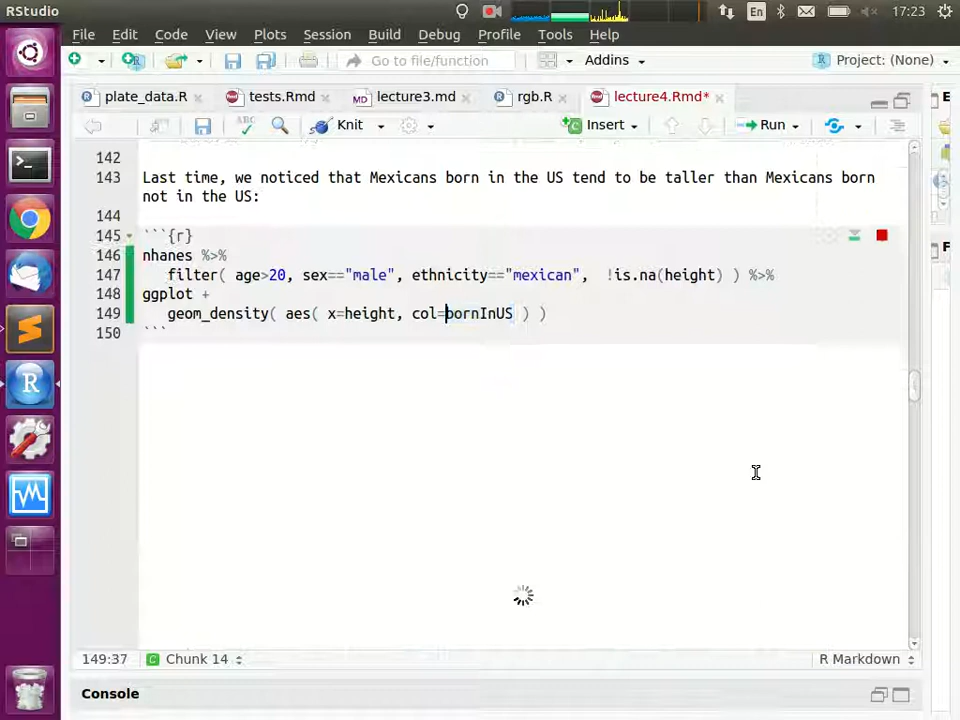 RStudio
En
17:23
File Edit Code View Plots Session Build Debug Profile Tools Help
Go to file/function
Addins
Project: (None)
E
plate_data.R
tests.Rmd
MD
lecture3.md
rgb.R
lecture4.Rmd*
ABC
Knit
Insert
Run
142
143 Last time, we noticed that Mexicans born in the US tend to be taller than Mexicans born
not in the US:
144
145 ```{r}
146 nhanes %>%
147 filter( age>20, sex=="male", ethnicity=="mexican", !is.na(height) ) %>%
148 ggplot +
149 geom_density( aes( x=height, col=bornInUS ) )
150 ```
F
149:37
C Chunk 14
R Markdown
Console